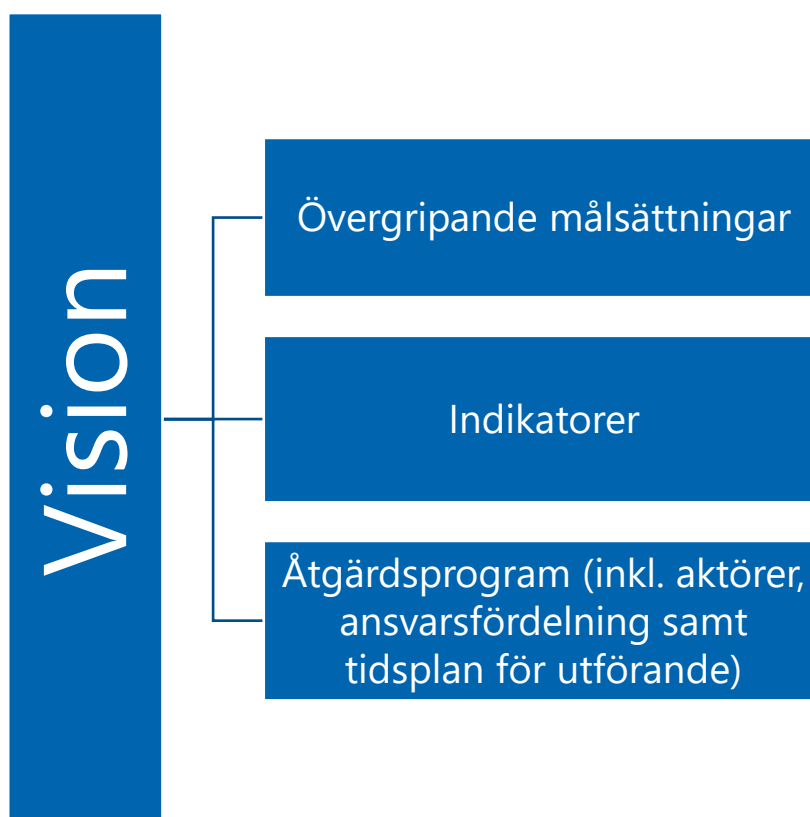 Vision
Övergripande målsättningar
Indikatorer
Åtgärdsprogram (inkl. aktörer,
ansvarsfördelning samt
tidsplan för utförande)